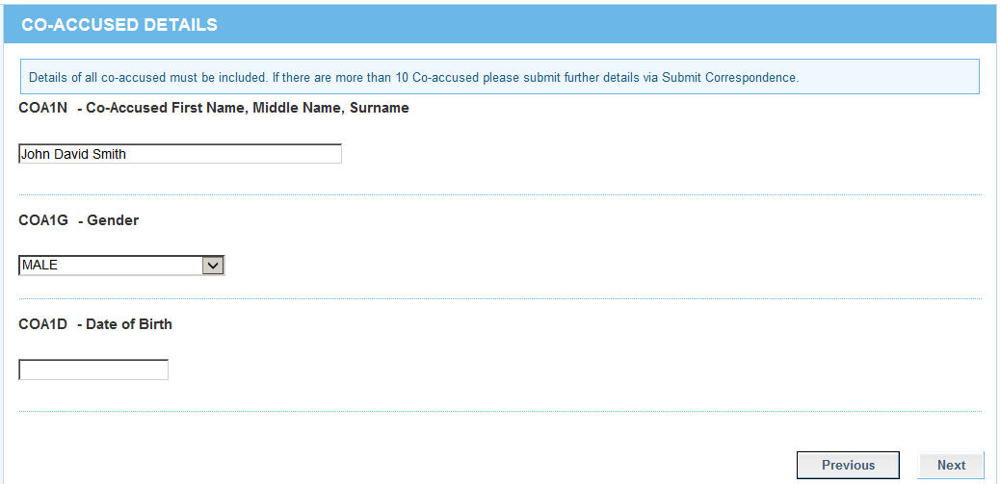 CO-ACCUSED DETAILS
Details of all co-accused must be included. If there are more than 10 Co-accused please submit further details via Submit Correspondence.
COA1N - Co-Accused First Name, Middle Name, Surname
John David Smith
COA1G - Gender
MALE
COA1D - Date of Birth
Previous Next